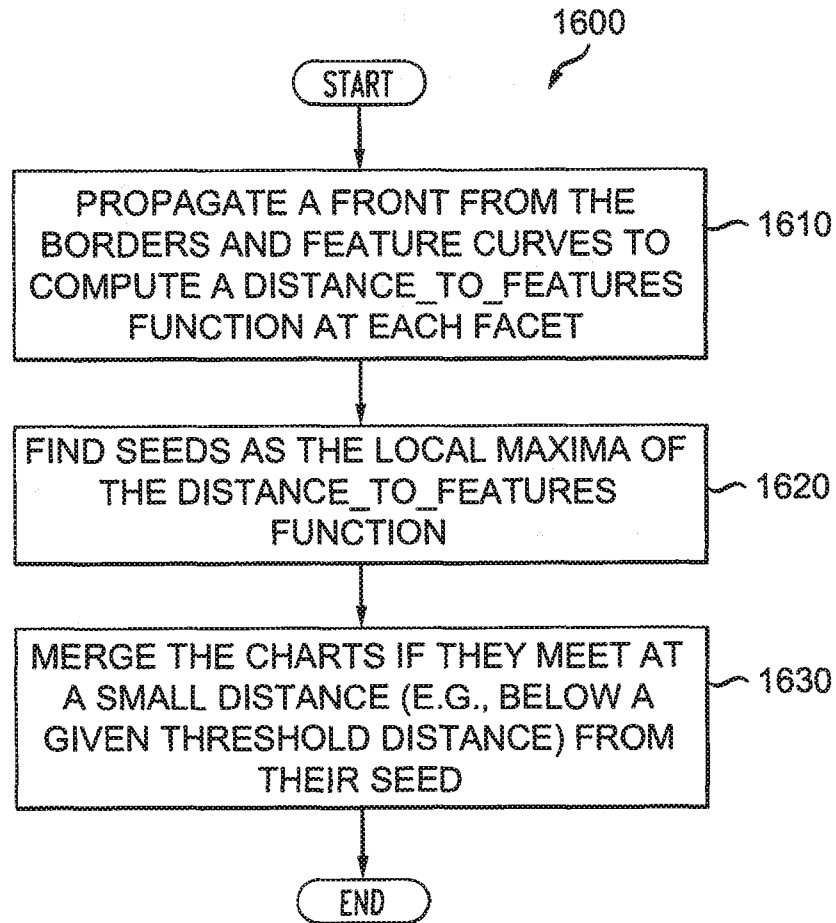 1600
START
PROPAGATE A FRONT FROM THE
BORDERS AND FEATURE CURVES TO
COMPUTE A DISTANCE_TO_FEATURES
FUNCTION AT EACH FACET
1610
FIND SEEDS AS THE LOCAL MAXIMA OF
THE DISTANCE_TO_FEATURES
FUNCTION
1620
MERGE THE CHARTS IF THEY MEET AT
A SMALL DISTANCE (E.G., BELOW A
GIVEN THRESHOLD DISTANCE) FROM
THEIR SEED
1630
END